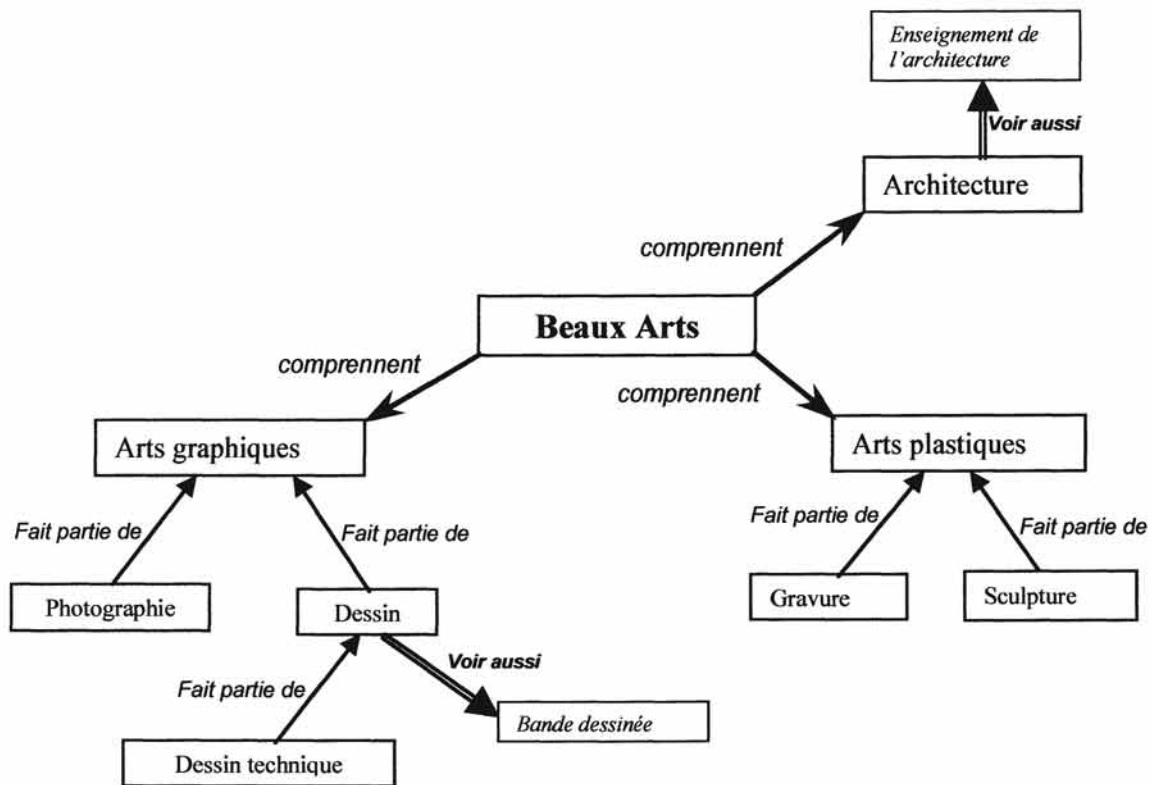 Enseignement de
l'architecture
Voir aussi
Architecture
comprennent
Beaux Arts
comprennent
comprennent
Arts graphiques
Arts plastiques
Fait partie de
Fait partie de
Fait partie de
Fait partie de
Photographie
Dessin
Gravure
Sculpture
Voir aussi
Fait partie de
Bande dessinée
Dessin technique